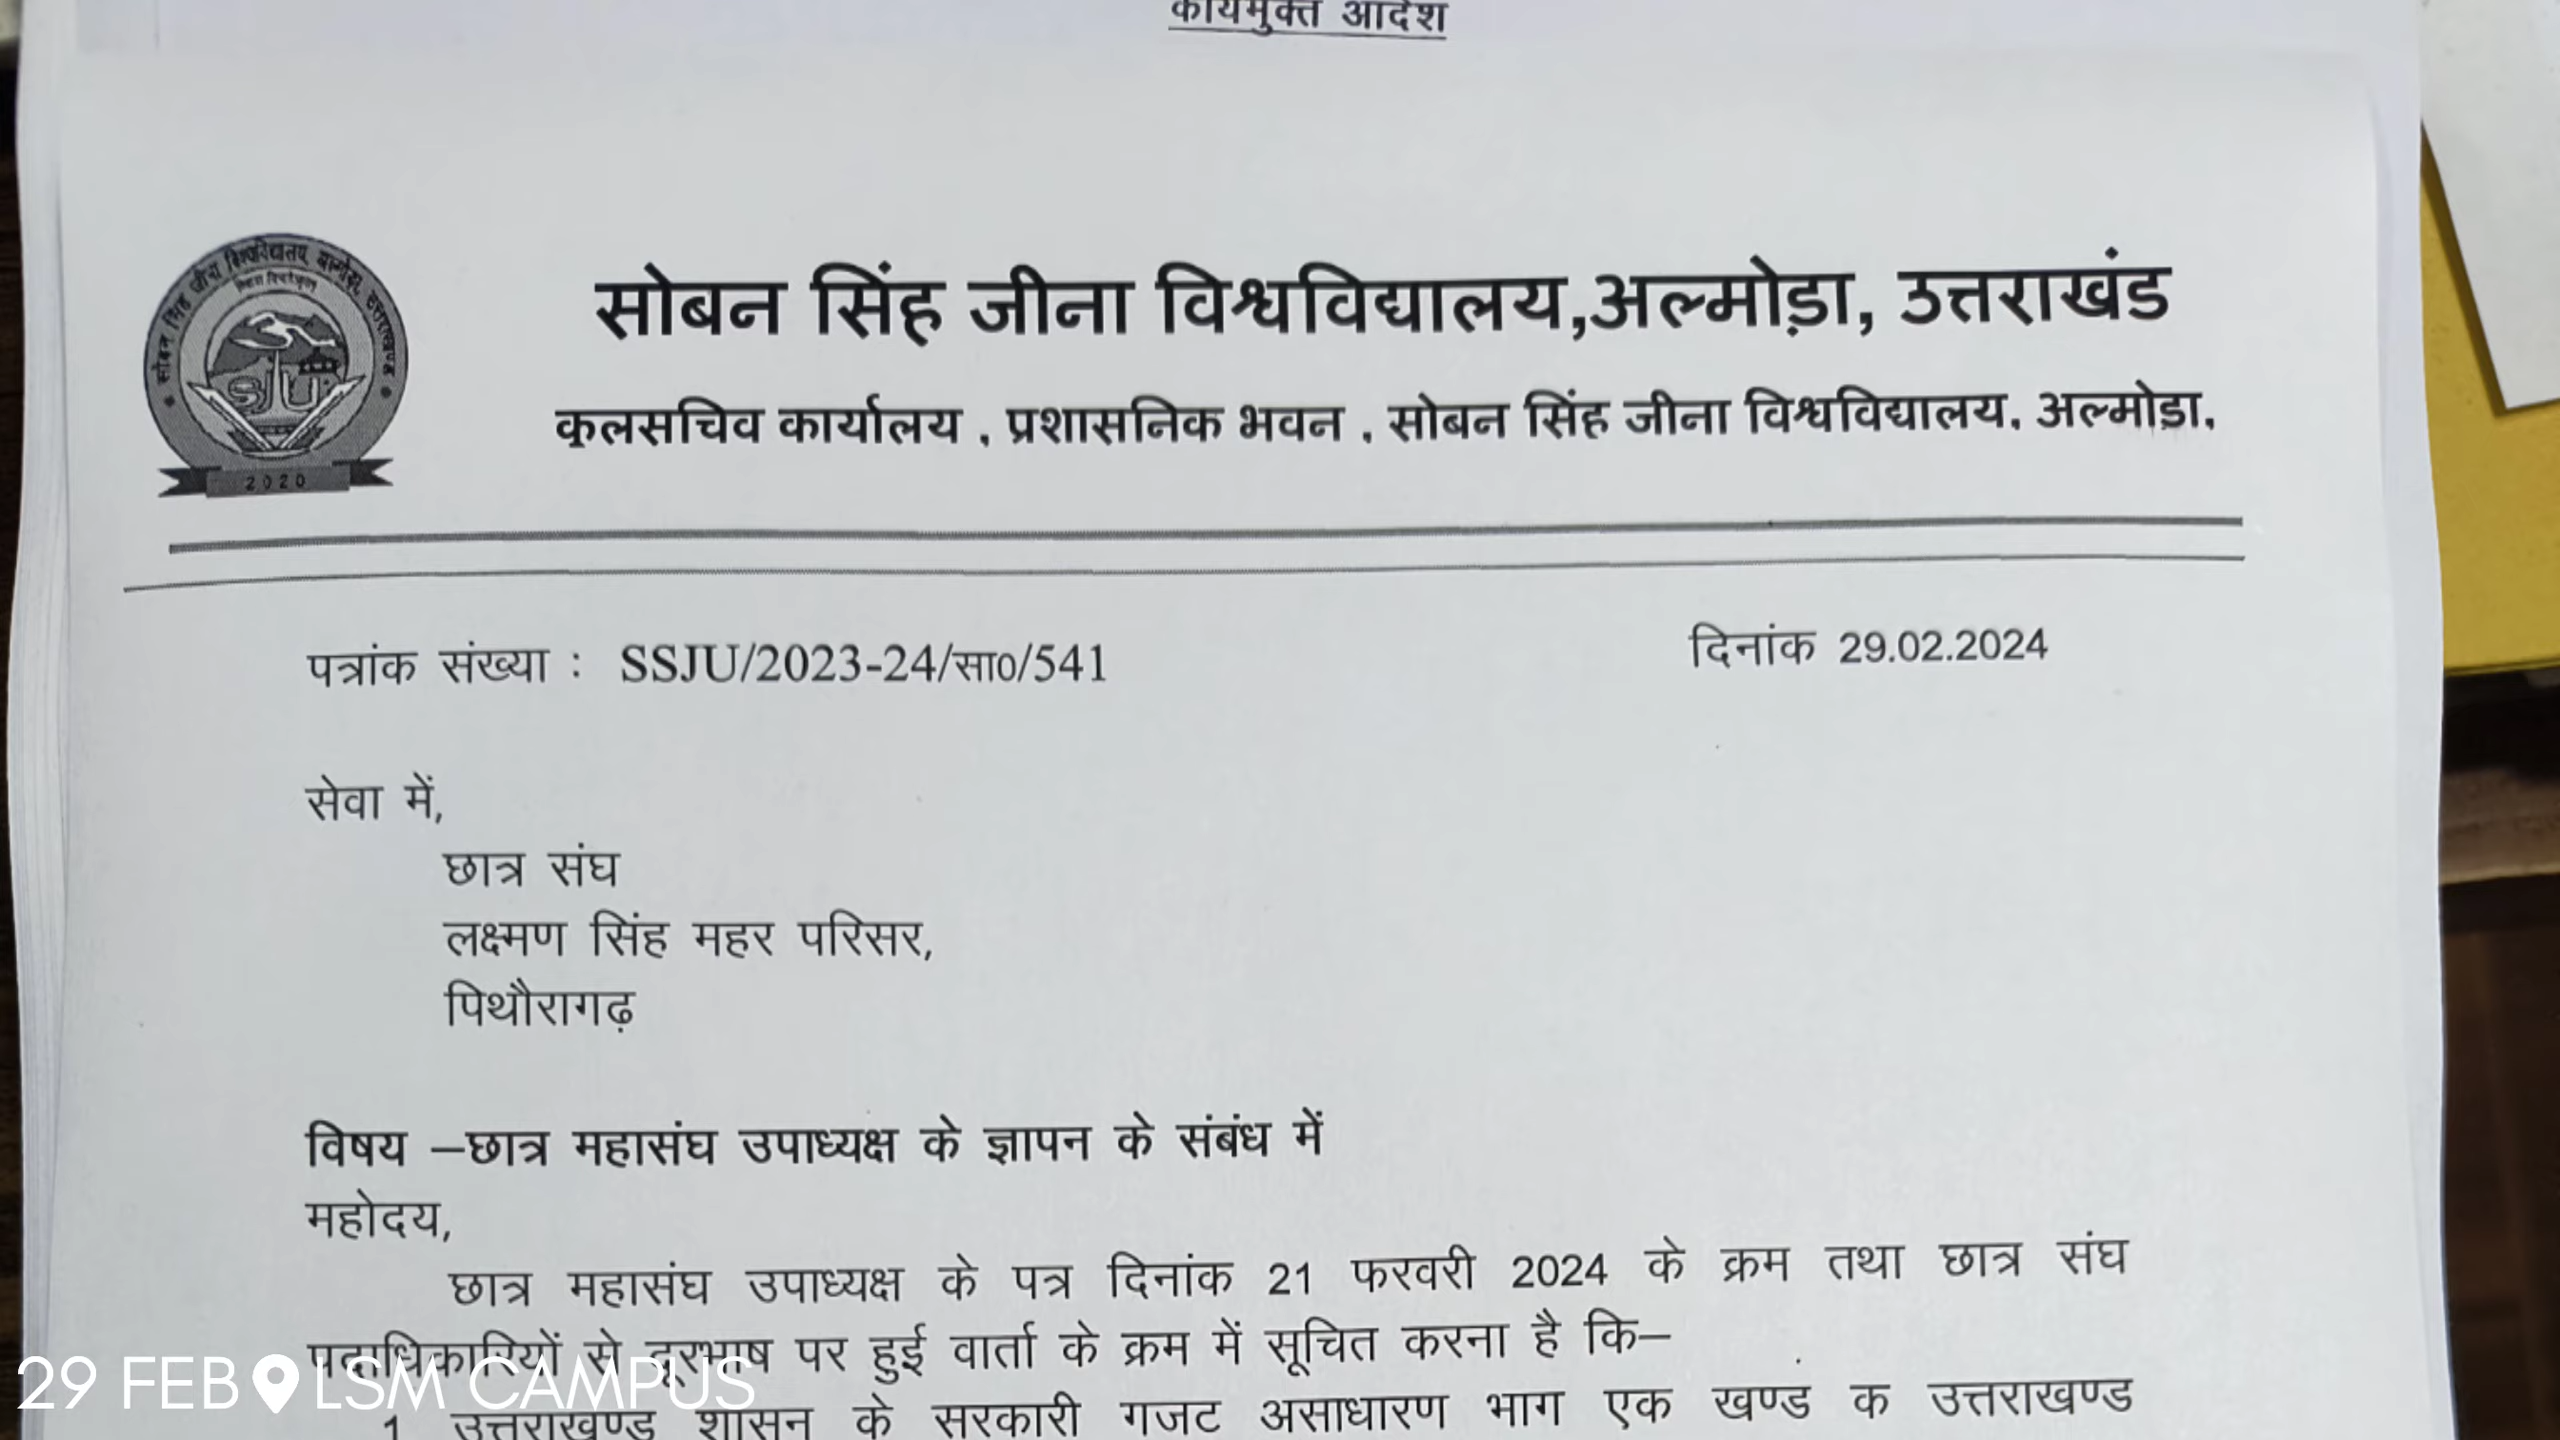 कार्यमुक्त आदेश
सोबन सिंह जीना विश्वविद्यालय,अल्मोड़ा, उत्तराखंड
कुलसचिव कार्यालय , प्रशासनिक भवन , सोबन सिंह जीना विश्वविद्यालय, अल्मोड़ा,
SJU
2020
पत्रांक संख्या : SSJU/2023-24/सा0/541
दिनांक 29.02.2024
सेवा में,
छात्र संघ
लक्ष्मण सिंह महर परिसर,
पिथौरागढ़
विषय –छात्र महासंघ उपाध्यक्ष के ज्ञापन के संबंध में
महोदय,
छात्र महासंघ उपाध्यक्ष के पत्र दिनांक 21 फरवरी 2024 के क्रम तथा छात्र संघ
पदाधिकारियों से दूरभाष पर हुई वार्ता के क्रम में सूचित करना है कि–
1 उत्तराखण्ड शासन के सरकारी गजट असाधारण भाग एक खण्ड क उत्तराखण्ड
29 FEB LSM CAMPUS